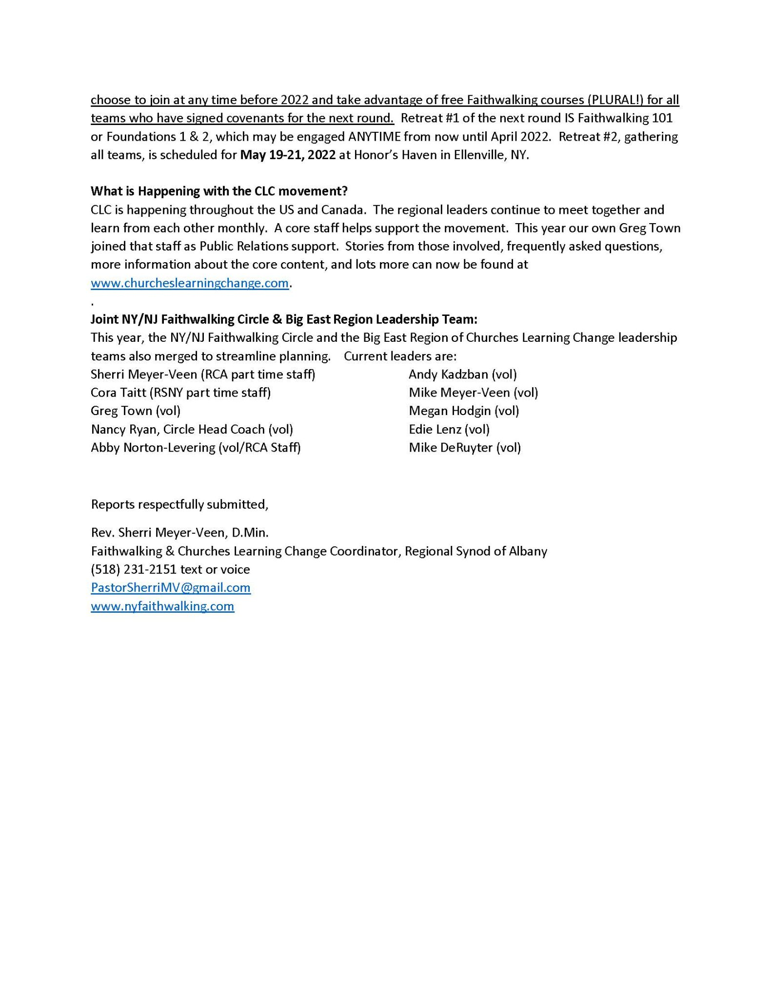 choose to join at any time before 2022 and take advantage of free Faithwalking courses (PLURAL!) for all
teams who have signed covenants for the next round.  Retreat #1 of the next round IS Faithwalking 101
or Foundations 1 & 2, which may be engaged ANYTIME from now until April 2022.  Retreat #2, gathering
all teams, is scheduled for May 19-21, 2022 at Honor’s Haven in Ellenville, NY.
What is Happening with the CLC movement?
CLC is happening throughout the US and Canada.  The regional leaders continue to meet together and
learn from each other monthly.  A core staff helps support the movement.  This year our own Greg Town
joined that staff as Public Relations support.  Stories from those involved, frequently asked questions,
more information about the core content, and lots more can now be found at
www.churcheslearningchange.com.
.
Joint NY/NJ Faithwalking Circle & Big East Region Leadership Team:
This year, the NY/NJ Faithwalking Circle and the Big East Region of Churches Learning Change leadership
teams also merged to streamline planning.    Current leaders are:
Sherri Meyer-Veen (RCA part time staff) Andy Kadzban (vol)
Cora Taitt (RSNY part time staff) Mike Meyer-Veen (vol)
Greg Town (vol) Megan Hodgin (vol)
Nancy Ryan, Circle Head Coach (vol) Edie Lenz (vol)
Abby Norton-Levering (vol/RCA Staff) Mike DeRuyter (vol)
Reports respectfully submitted,
Rev. Sherri Meyer-Veen, D.Min.
Faithwalking & Churches Learning Change Coordinator, Regional Synod of Albany
(518) 231-2151 text or voice
PastorSherriMV@gmail.com
www.nyfaithwalking.com